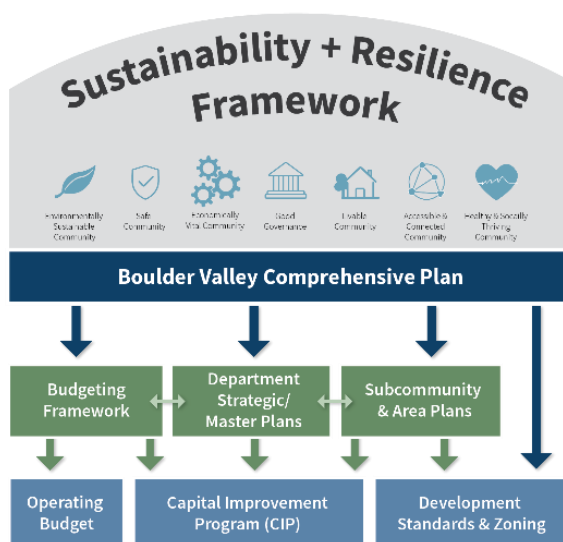 Sustainability + Resilience
Framework
Environmentally
Sustainable
Community
Safe
Community
Economically
Vital Community
Good
Governance
Livable
Community
Accessible &
Connected
Community
Healthy & Socially
Thriving
Community
Boulder Valley Comprehensive Plan
Budgeting
Framework
Department
Strategic/
Master Plans
Subcommunity
& Area Plans
Operating
Budget
Capital Improvement
Program (CIP)
Development
Standards & Zoning